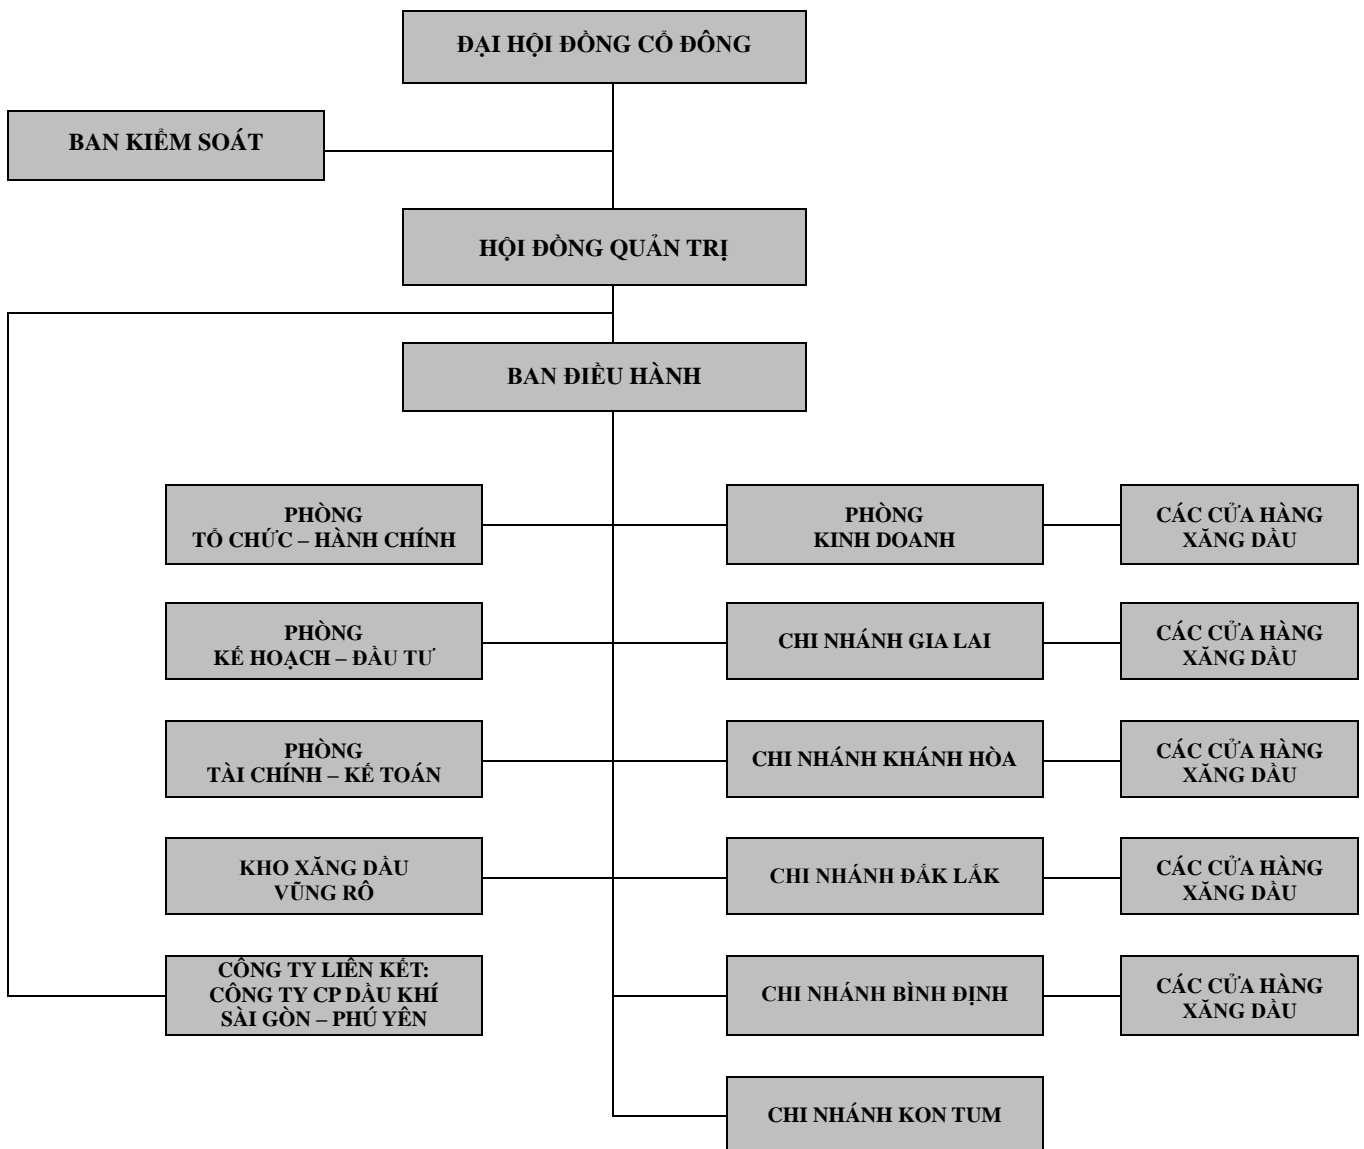 ĐẠI HỘI ĐỒNG CỔ ĐÔNG
BAN KIỂM SOÁT
HỘI ĐỒNG QUẢN TRỊ
BAN ĐIỀU HÀNH
PHÒNG
TỔ CHỨC – HÀNH CHÍNH
PHÒNG
KINH DOANH
CÁC CỬA HÀNG
XĂNG DẦU
PHÒNG
KẾ HOẠCH – ĐẦU TƯ
CHI NHÁNH GIA LAI
CÁC CỬA HÀNG
XĂNG DẦU
PHÒNG
TÀI CHÍNH – KẾ TOÁN
CHI NHÁNH KHÁNH HÒA
CÁC CỬA HÀNG
XĂNG DẦU
KHO XĂNG DẦU
VŨNG RÔ
CHI NHÁNH ĐẮK LẮK
CÁC CỬA HÀNG
XĂNG DẦU
CÔNG TY LIÊN KẾT:
CÔNG TY CP DẦU KHÍ
SÀI GÒN – PHÚ YÊN
CHI NHÁNH BÌNH ĐỊNH
CÁC CỬA HÀNG
XĂNG DẦU
CHI NHÁNH KON TUM